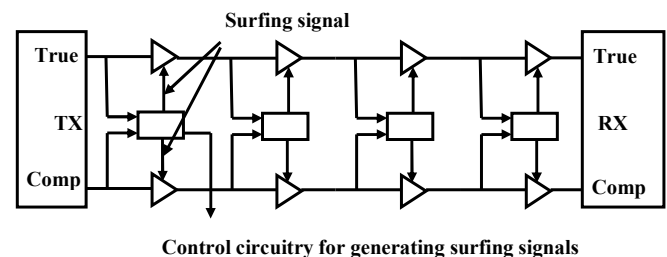 Surfing signal
True
True
TX
RX
Comp
Comp
Control circuitry for generating surfing signals